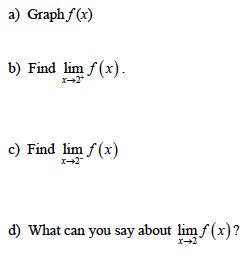 a) Graph f(x)
b) Find lim f(x).
x→2⁺
c) Find lim f(x)
x→2⁻
d) What can you say about lim f(x)?
x→2